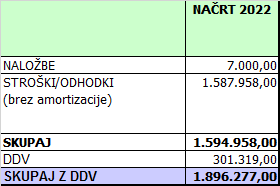 NAČRT 2022
NALOŽBE 7.000,00
STROŠKI/ODHODKI 1.587.958,00
(brez amortizacije)
SKUPAJ 1.594.958,00
DDV 301.319,00
SKUPAJ Z DDV 1.896.277,00